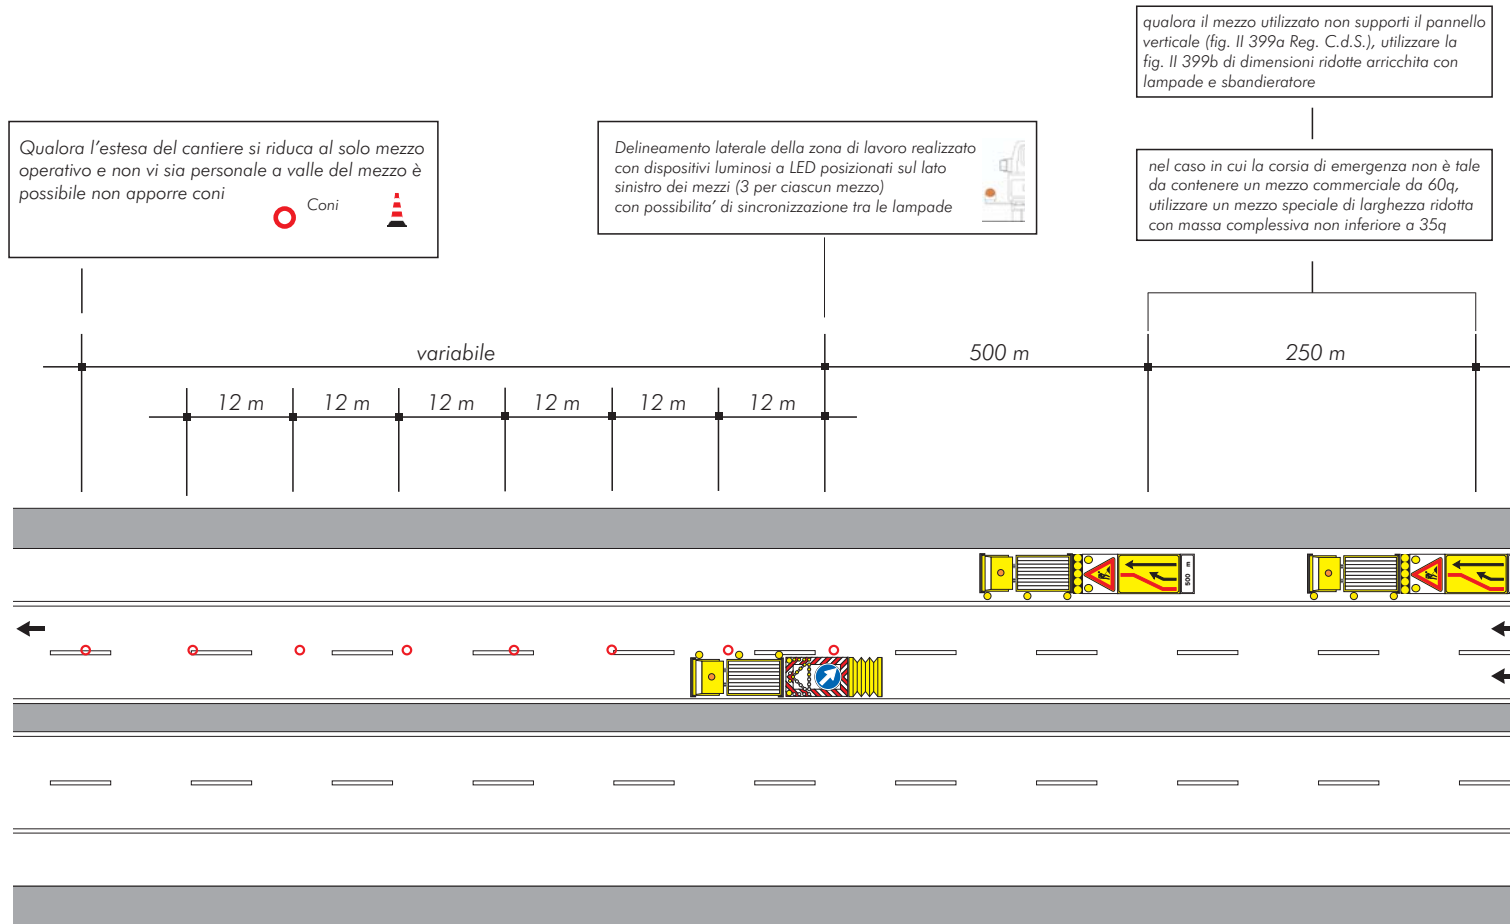 qualora il mezzo utilizzato non supporti il pannello
verticale (fig. II 399a Reg. C.d.S.), utilizzare la
fig. II 399b di dimensioni ridotte arricchita con
lampade e sbandieratore
Qualora l'estesa del cantiere si riduca al solo mezzo
operativo e non vi sia personale a valle del mezzo è
possibile non apporre coni
Coni
Delineamento laterale della zona di lavoro realizzato
con dispositivi luminosi a LED posizionati sul lato
sinistro dei mezzi (3 per ciascun mezzo)
con possibilita' di sincronizzazione tra le lampade
nel caso in cui la corsia di emergenza non è tale
da contenere un mezzo commerciale da 60q,
utilizzare un mezzo speciale di larghezza ridotta
con massa complessiva non inferiore a 35q
variabile
500 m
250 m
12 m
12 m
12 m
12 m
12 m
12 m
500 m